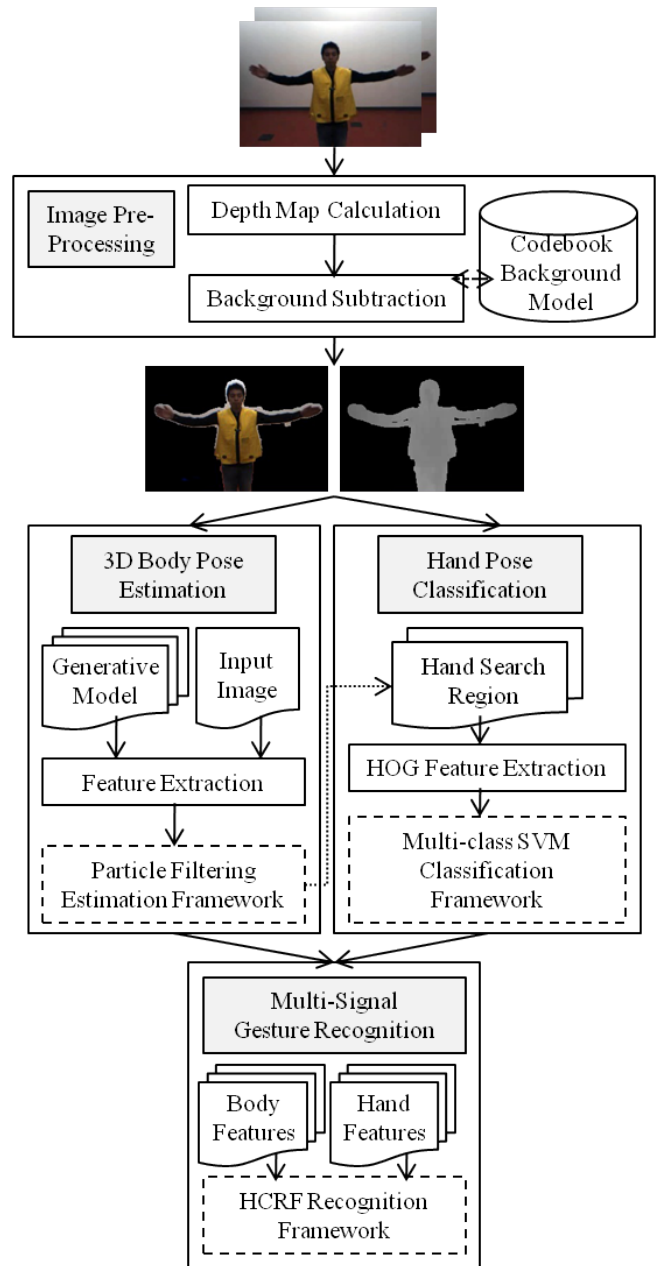 Image Pre-
Processing
Depth Map Calculation
Background Subtraction
Codebook
Background
Model
3D Body Pose
Estimation
Generative
Model
Input
Image
Feature Extraction
Particle Filtering
Estimation Framework
Hand Pose
Classification
Hand Search
Region
HOG Feature Extraction
Multi-class SVM
Classification
Framework
Multi-Signal
Gesture Recognition
Body
Features
Hand
Features
HCRF Recognition
Framework